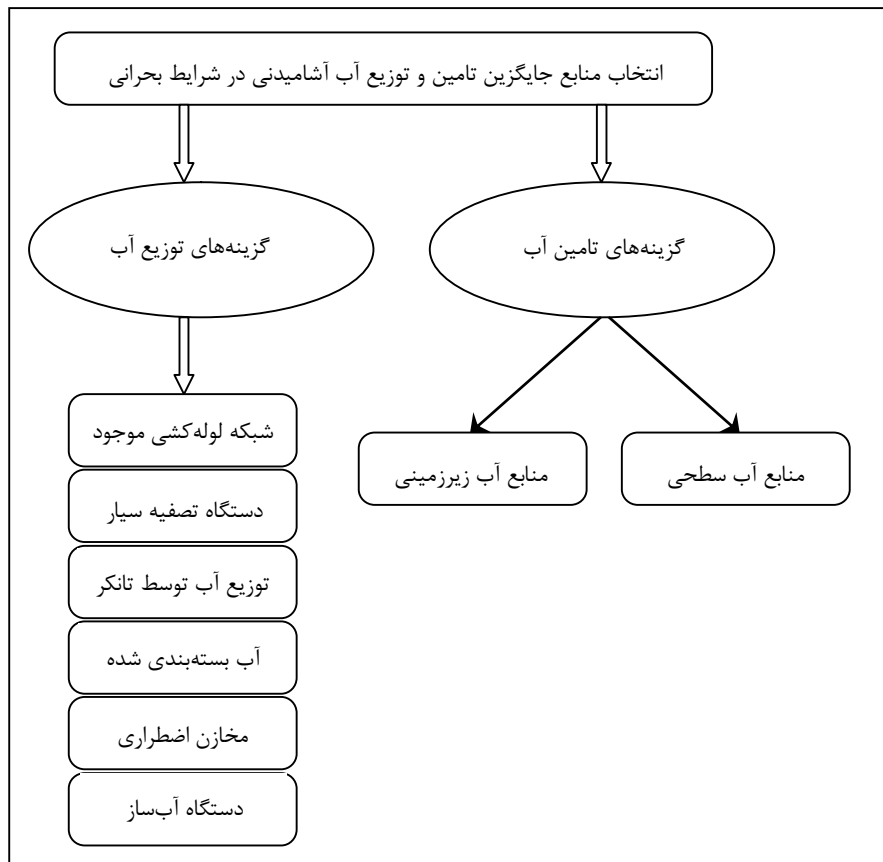 انتخاب منابع جایگزین تامین و توزیع آب آشامیدنی در شرایط بحرانی
گزینه‌های تامین آب
گزینه‌های توزیع آب
منابع آب سطحی
منابع آب زیرزمینی
شبکه لوله‌کشی موجود
دستگاه تصفیه سیار
توزیع آب توسط تانکر
آب بسته‌بندی شده
مخازن اضطراری
دستگاه آب‌ساز